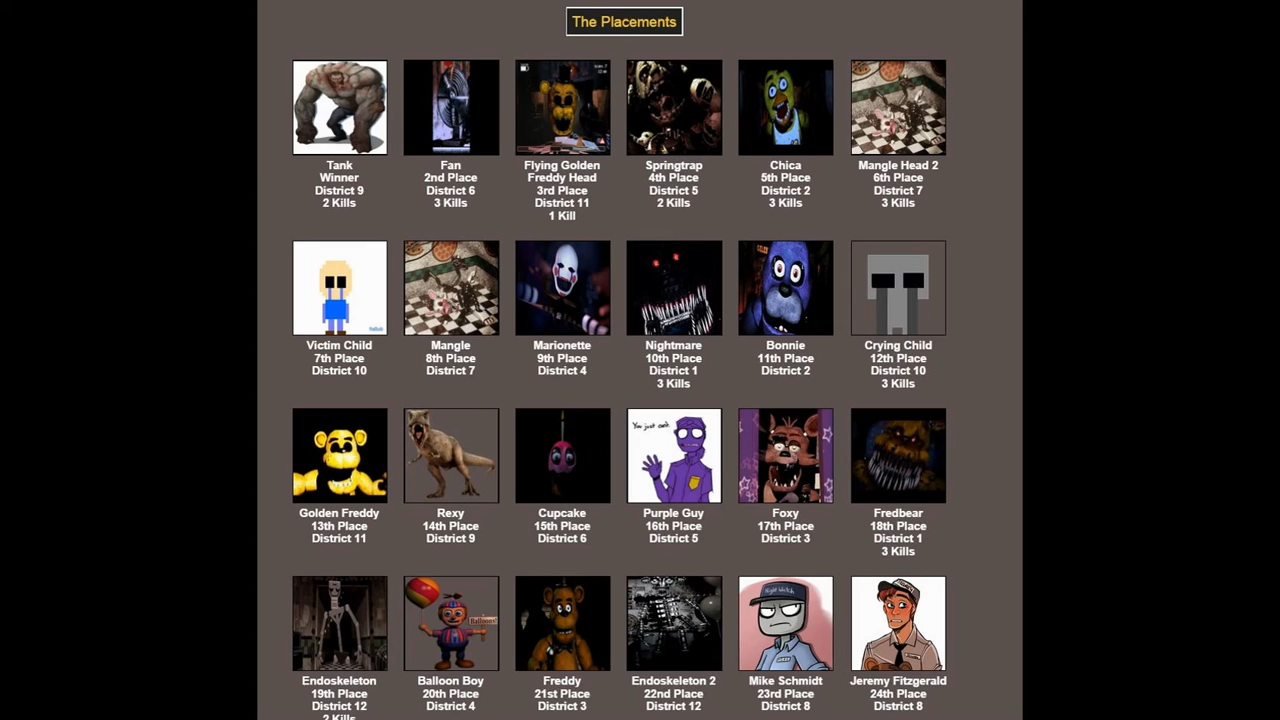 The Placements
Tank
Winner
District 9
2 Kills
Fan
2nd Place
District 6
3 Kills
Flying Golden
Freddy Head
3rd Place
District 11
1 Kill
Springtrap
4th Place
District 5
2 Kills
Chica
5th Place
District 2
3 Kills
Mangle Head 2
6th Place
District 7
3 Kills
Victim Child
7th Place
District 10
Mangle
8th Place
District 7
Marionette
9th Place
District 4
Nightmare
10th Place
District 1
3 Kills
Bonnie
11th Place
District 2
Crying Child
12th Place
District 10
3 Kills
Golden Freddy
13th Place
District 11
Rexy
14th Place
District 9
Cupcake
15th Place
District 6
You just cant.
Purple Guy
16th Place
District 5
Foxy
17th Place
District 3
Fredbear
18th Place
District 1
3 Kills
Endoskeleton
19th Place
District 12
2 Kills
Balloons!
Balloon Boy
20th Place
District 4
Freddy
21st Place
District 3
Endoskeleton 2
22nd Place
District 12
Night Watch
Mike Schmidt
23rd Place
District 8
Jeremy Fitzgerald
24th Place
District 8